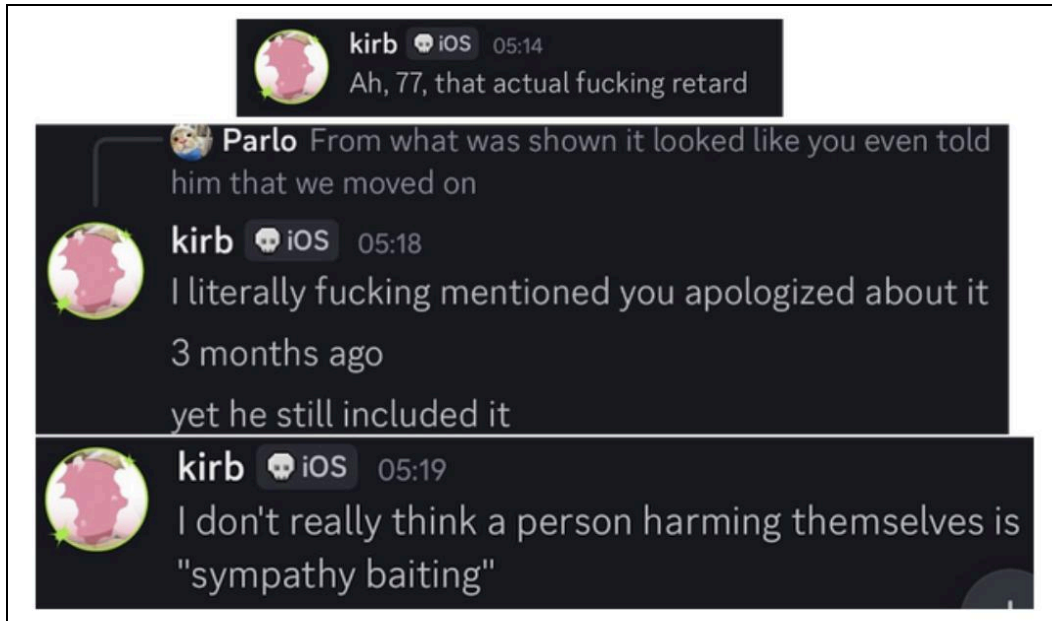 kirb 💀 iOS 05:14
Ah, 77, that actual fucking retard
Parlo From what was shown it looked like you even told
him that we moved on
kirb 💀 iOS 05:18
I literally fucking mentioned you apologized about it
3 months ago
yet he still included it
kirb 💀 iOS 05:19
I don't really think a person harming themselves is
"sympathy baiting"